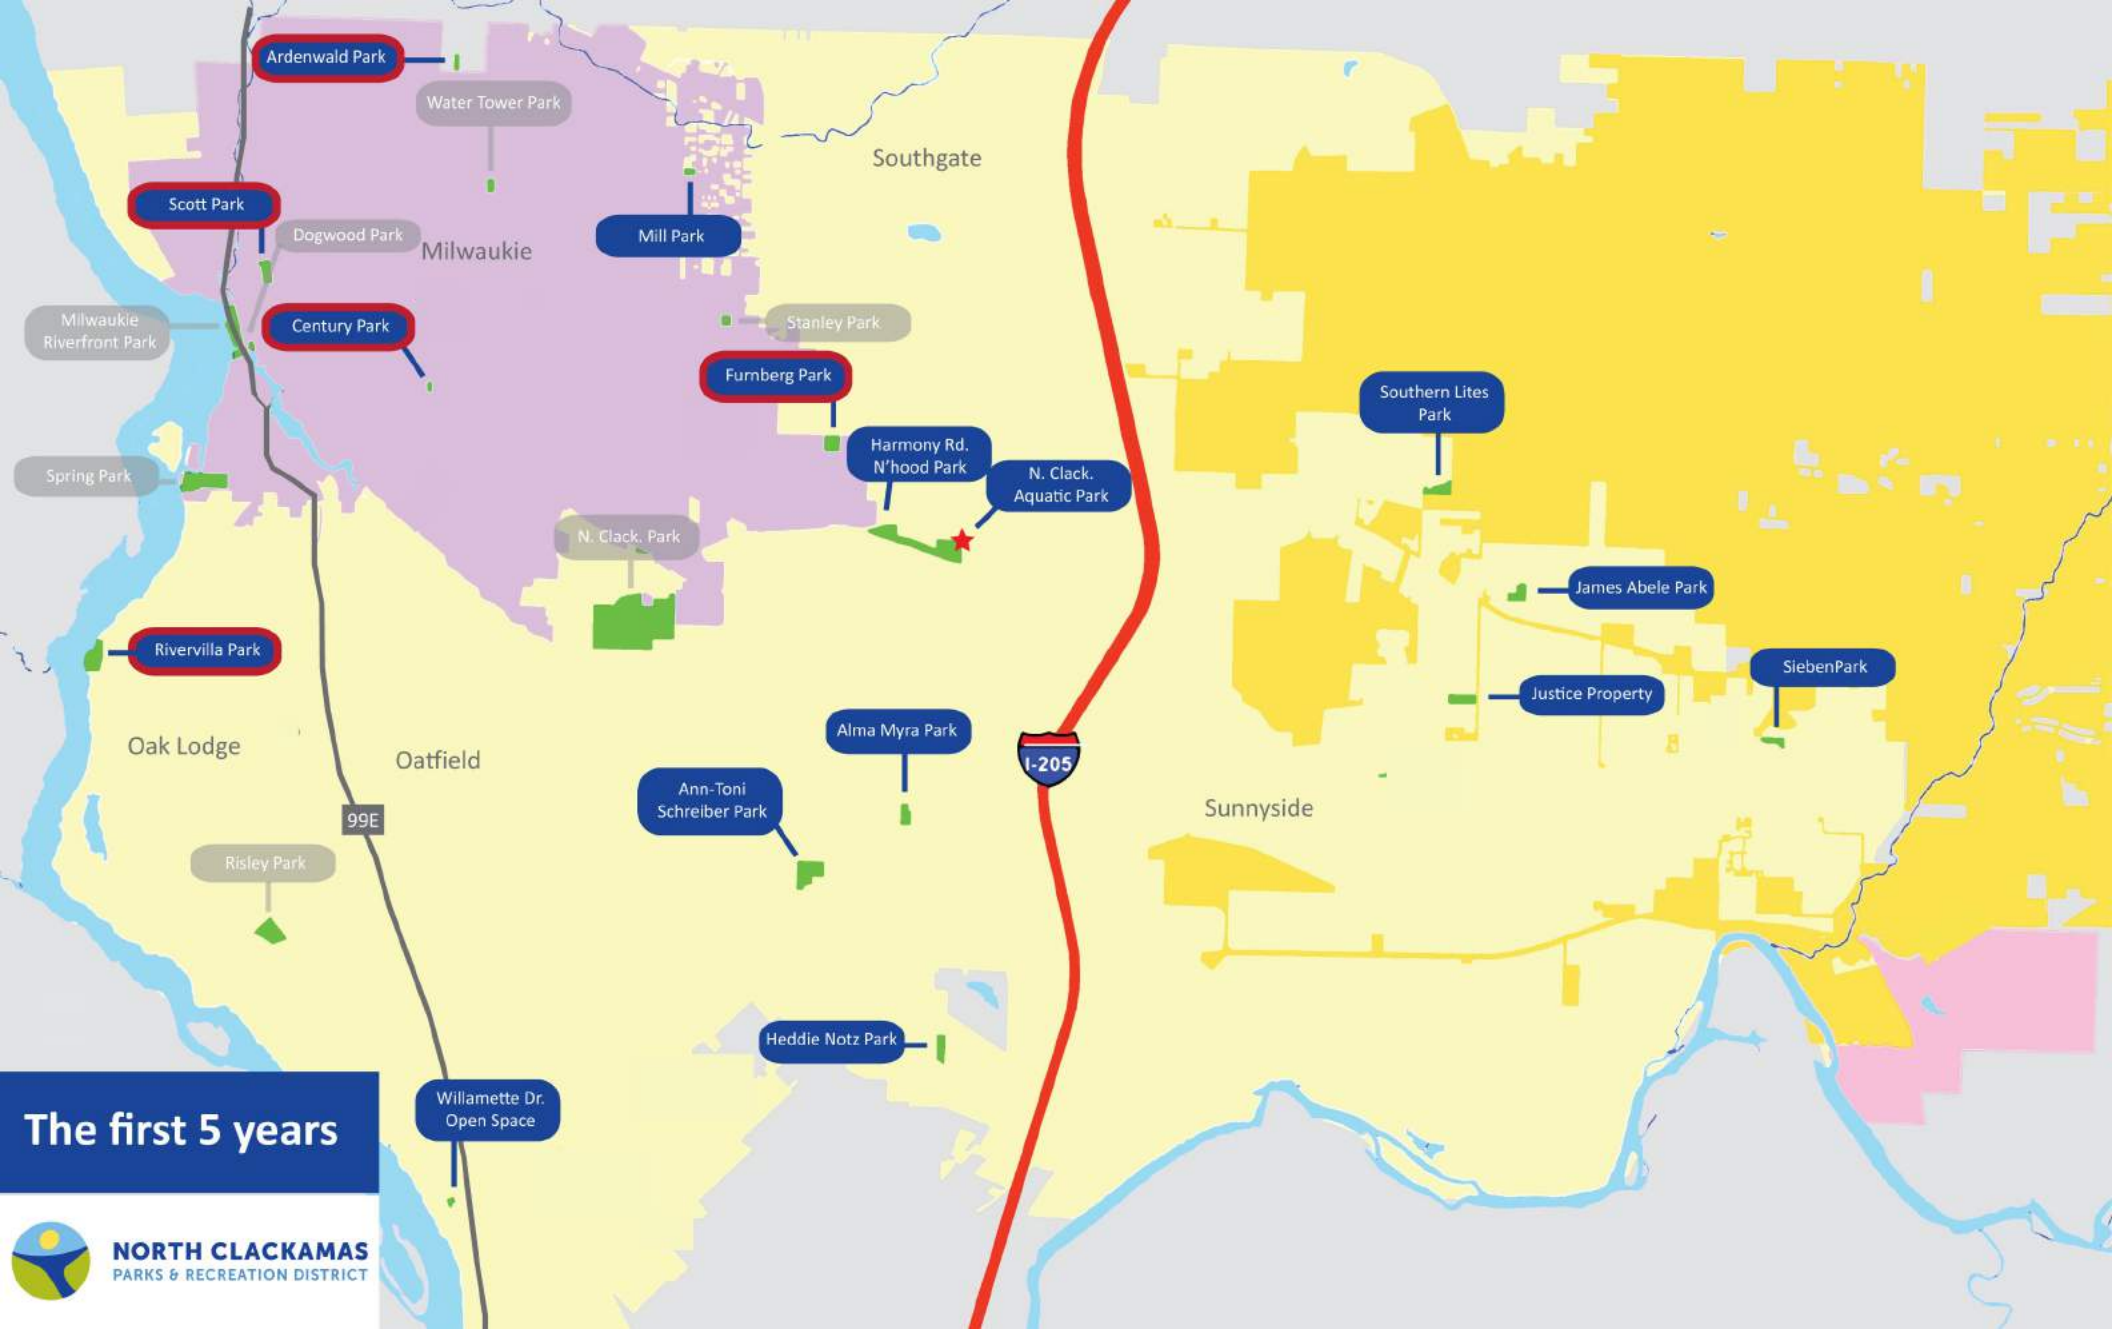 Ardenwald Park
Water Tower Park
Southgate
Scott Park
Dogwood Park
Milwaukie
Mill Park
Milwaukie
Riverfront Park
Century Park
Stanley Park
Furnberg Park
Southern Lites
Park
Harmony Rd.
N'hood Park
N. Clack.
Aquatic Park
Spring Park
N. Clack. Park
James Abele Park
Rivervilla Park
SiebenPark
Justice Property
Alma Myra Park
Oak Lodge
Oatfield
I-205
Ann-Toni
Schreiber Park
Sunnyside
99E
Risley Park
Heddie Notz Park
Willamette Dr.
Open Space
The first 5 years
NORTH CLACKAMAS
PARKS & RECREATION DISTRICT